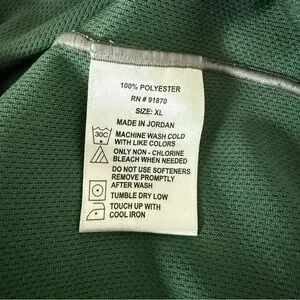 100% POLYESTER
RN # 91870
SIZE: XL
MADE IN JORDAN
30C MACHINE WASH COLD
WITH LIKE COLORS
ONLY NON - CHLORINE
BLEACH WHEN NEEDED
DO NOT USE SOFTENERS
REMOVE PROMPTLY
AFTER WASH
TUMBLE DRY LOW
TOUCH UP WITH
COOL IRON